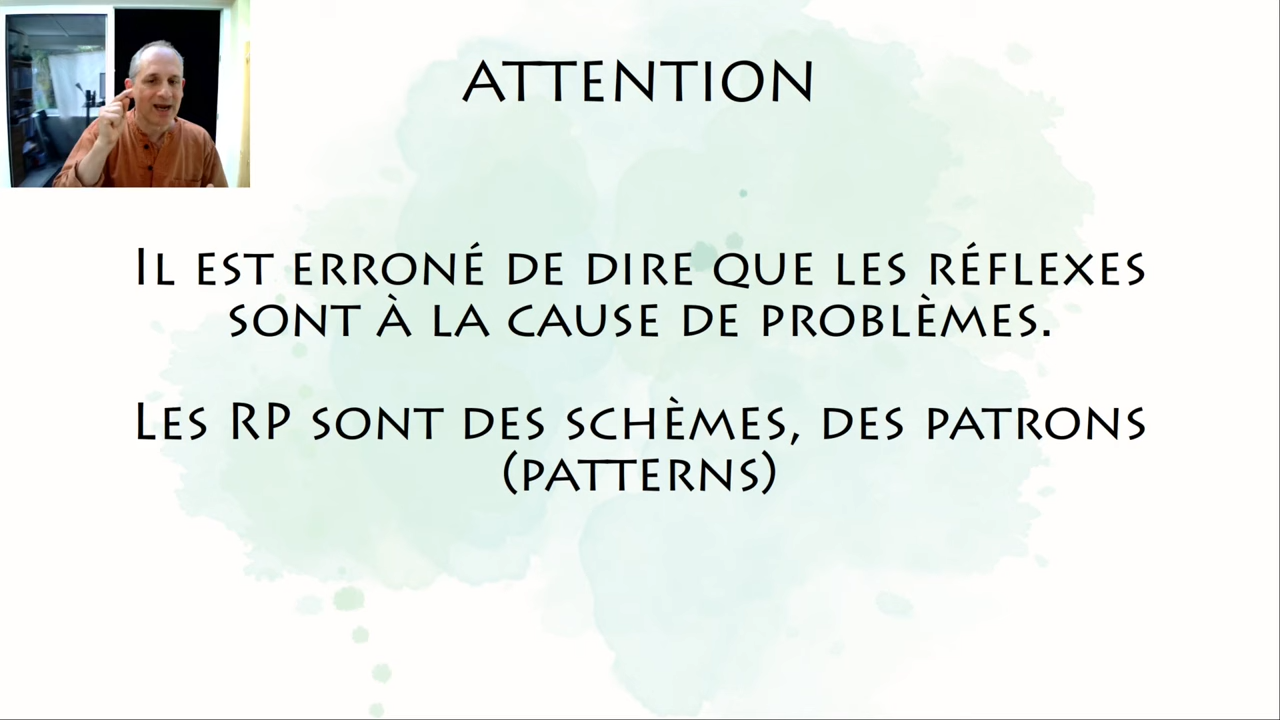 ATTENTION
Il est erroné de dire que les réflexes
sont à la cause de problèmes.
Les RP sont des schèmes, des patrons
(patterns)